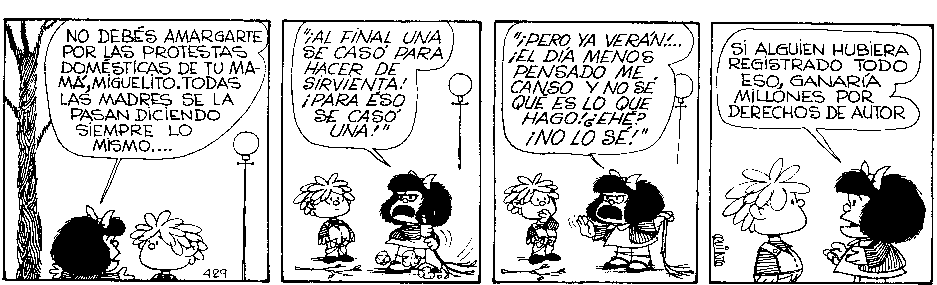 NO DEBÉS AMARGARTE
POR LAS PROTESTAS
DOMÉSTICAS DE TU MA-
MÁ, MIGUELITO. TODAS
LAS MADRES SE LA
PASAN DICIENDO
SIEMPRE LO
MISMO....
429
"¡AL FINAL UNA
SE CASÓ PARA
HACER DE
SIRVIENTA!
¡PARA ESO
SE CASÓ
UNA!"
"¡PERO YA VERÁN!...
¡EL DÍA MENOS
PENSADO ME
CANSO Y NO SÉ
QUÉ ES LO QUE
HAGO! ¿EHÉ?
¡NO LO SÉ!"
SI ALGUIEN HUBIERA
REGISTRADO TODO
ESO, GANARÍA
MILLONES POR
DERECHOS DE AUTOR
QUINO